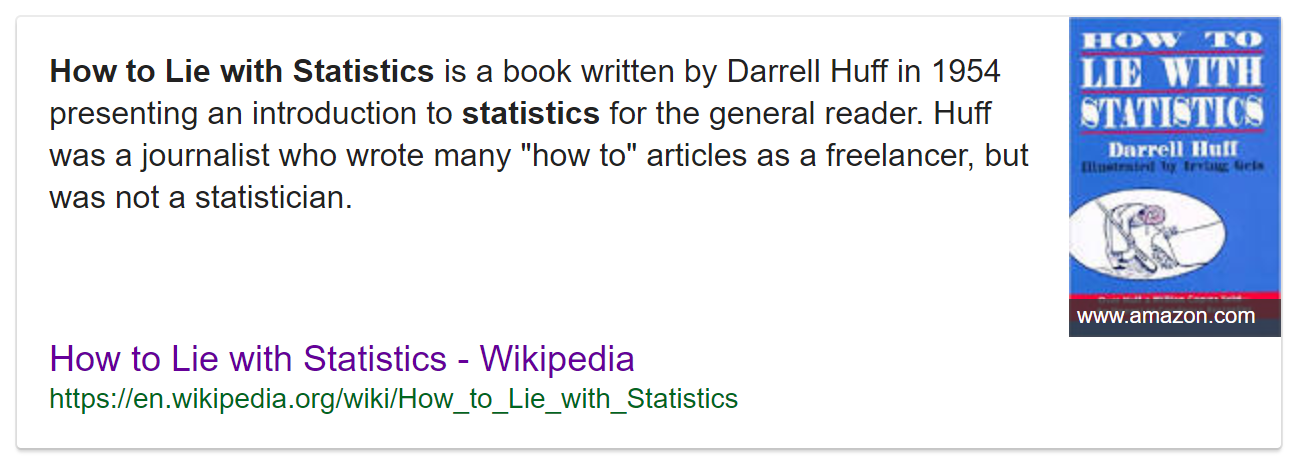 How to Lie with Statistics is a book written by Darrell Huff in 1954
presenting an introduction to statistics for the general reader. Huff
was a journalist who wrote many "how to" articles as a freelancer, but
was not a statistician.
How to Lie with Statistics - Wikipedia
https://en.wikipedia.org/wiki/How_to_Lie_with_Statistics
HOW TO
LIE WITH
STATISTICS
Darrell Huff
Illustrated by Irving Geis
www.amazon.com